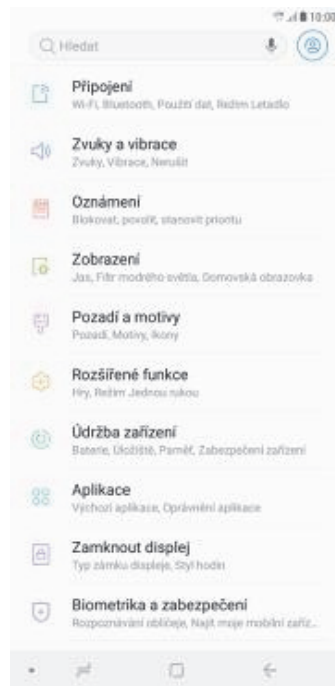 10:00
Hledat
Připojení
Wi-Fi, Bluetooth, Použití dat, Režim Letadlo
Zvuky a vibrace
Zvuky, Vibrace, Nerušit
Oznámení
Blokovat, povolit, stanovit prioritu
Zobrazení
Jas, Filtr modrého světla, Domovská obrazovka
Pozadí a motivy
Pozadí, Motivy, Ikony
Rozšířené funkce
Hry, Režim Jednou rukou
Údržba zařízení
Baterie, Úložiště, Paměť, Zabezpečení zařízení
Aplikace
Výchozí aplikace, Oprávnění aplikace
Zamknout displej
Typ zámku displeje, Styl hodin
Biometrika a zabezpečení
Rozpoznávání obličeje, Najít moje mobilní zaříz...